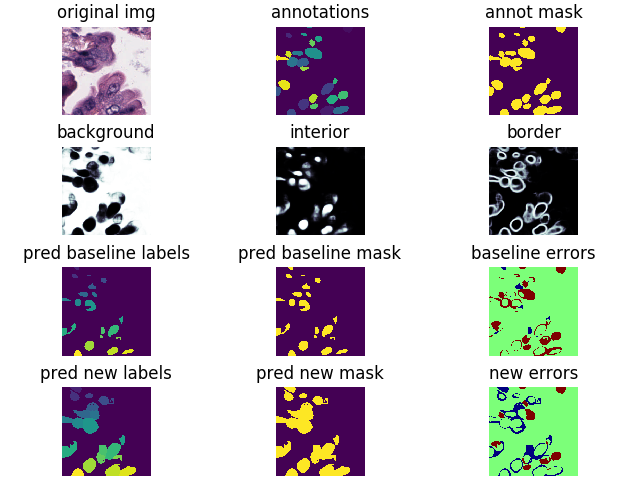 original img
annotations
annot mask
background
interior
border
pred baseline labels
pred baseline mask
baseline errors
pred new labels
pred new mask
new errors